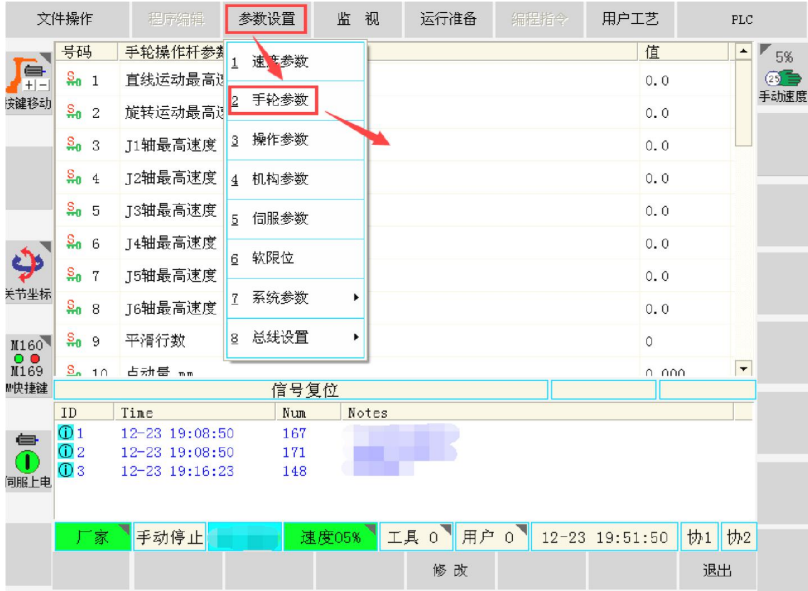 文件操作 程序编辑 参数设置 监 视 运行准备 编程指令 用户工艺 PLC
号码 手轮操作杆参数 值
1 直线运动最高速 0.0
2 旋转运动最高速 0.0
3 J1轴最高速度 0.0
4 J2轴最高速度 0.0
5 J3轴最高速度 0.0
6 J4轴最高速度 0.0
7 J5轴最高速度 0.0
8 J6轴最高速度 0.0
9 平滑行数 0
10 点动量 mm 0.000
1 速度参数
2 手轮参数
3 操作参数
4 机构参数
5 伺服参数
6 软限位
7 系统参数
8 总线设置
按键移动
关节坐标
M160
M169
M快捷键
伺服上电
5%
25
手动速度
信号复位
ID Time Num Notes
1 12-23 19:08:50 167
2 12-23 19:08:50 171
3 12-23 19:16:23 148
厂家 手动停止 速度05% 工具 0 用户 0 12-23 19:51:50 协1 协2
修 改 退出